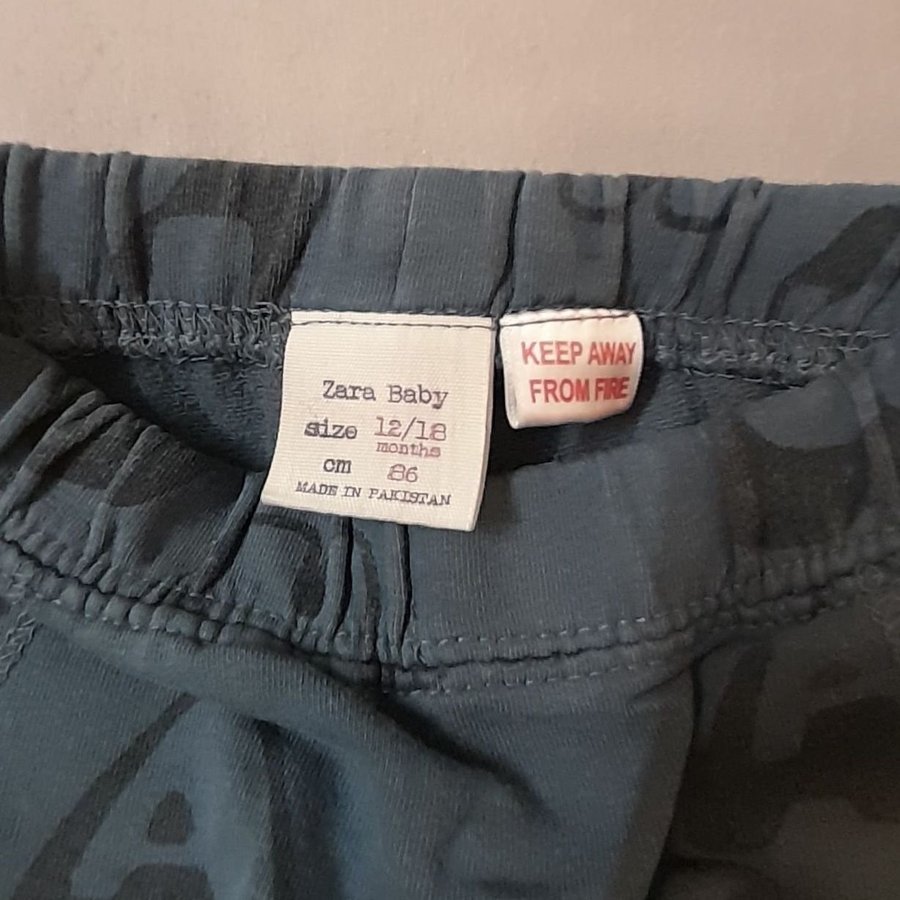 Zara Baby
size 12/18
months
cm 86
MADE IN PAKISTAN
KEEP AWAY
FROM FIRE